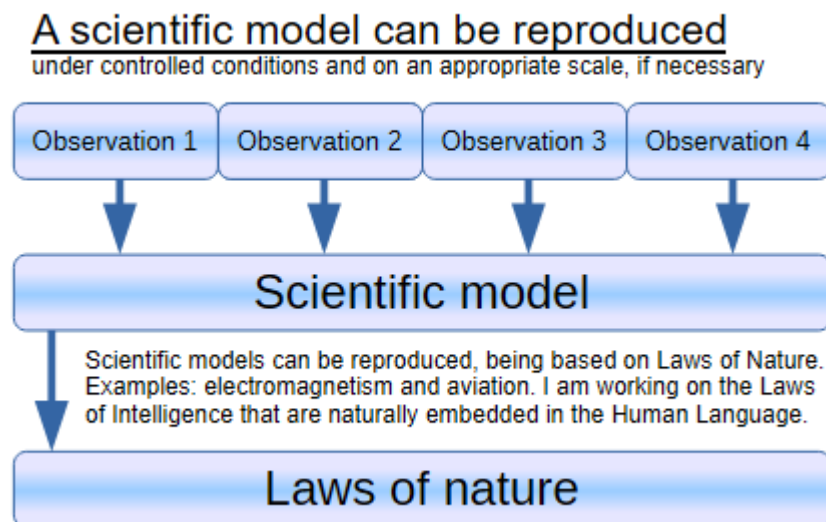 A scientific model can be reproduced
under controlled conditions and on an appropriate scale, if necessary
Observation 1
Observation 2
Observation 3
Observation 4
Scientific model
Scientific models can be reproduced, being based on Laws of Nature.
Examples: electromagnetism and aviation. I am working on the Laws
of Intelligence that are naturally embedded in the Human Language.
Laws of nature